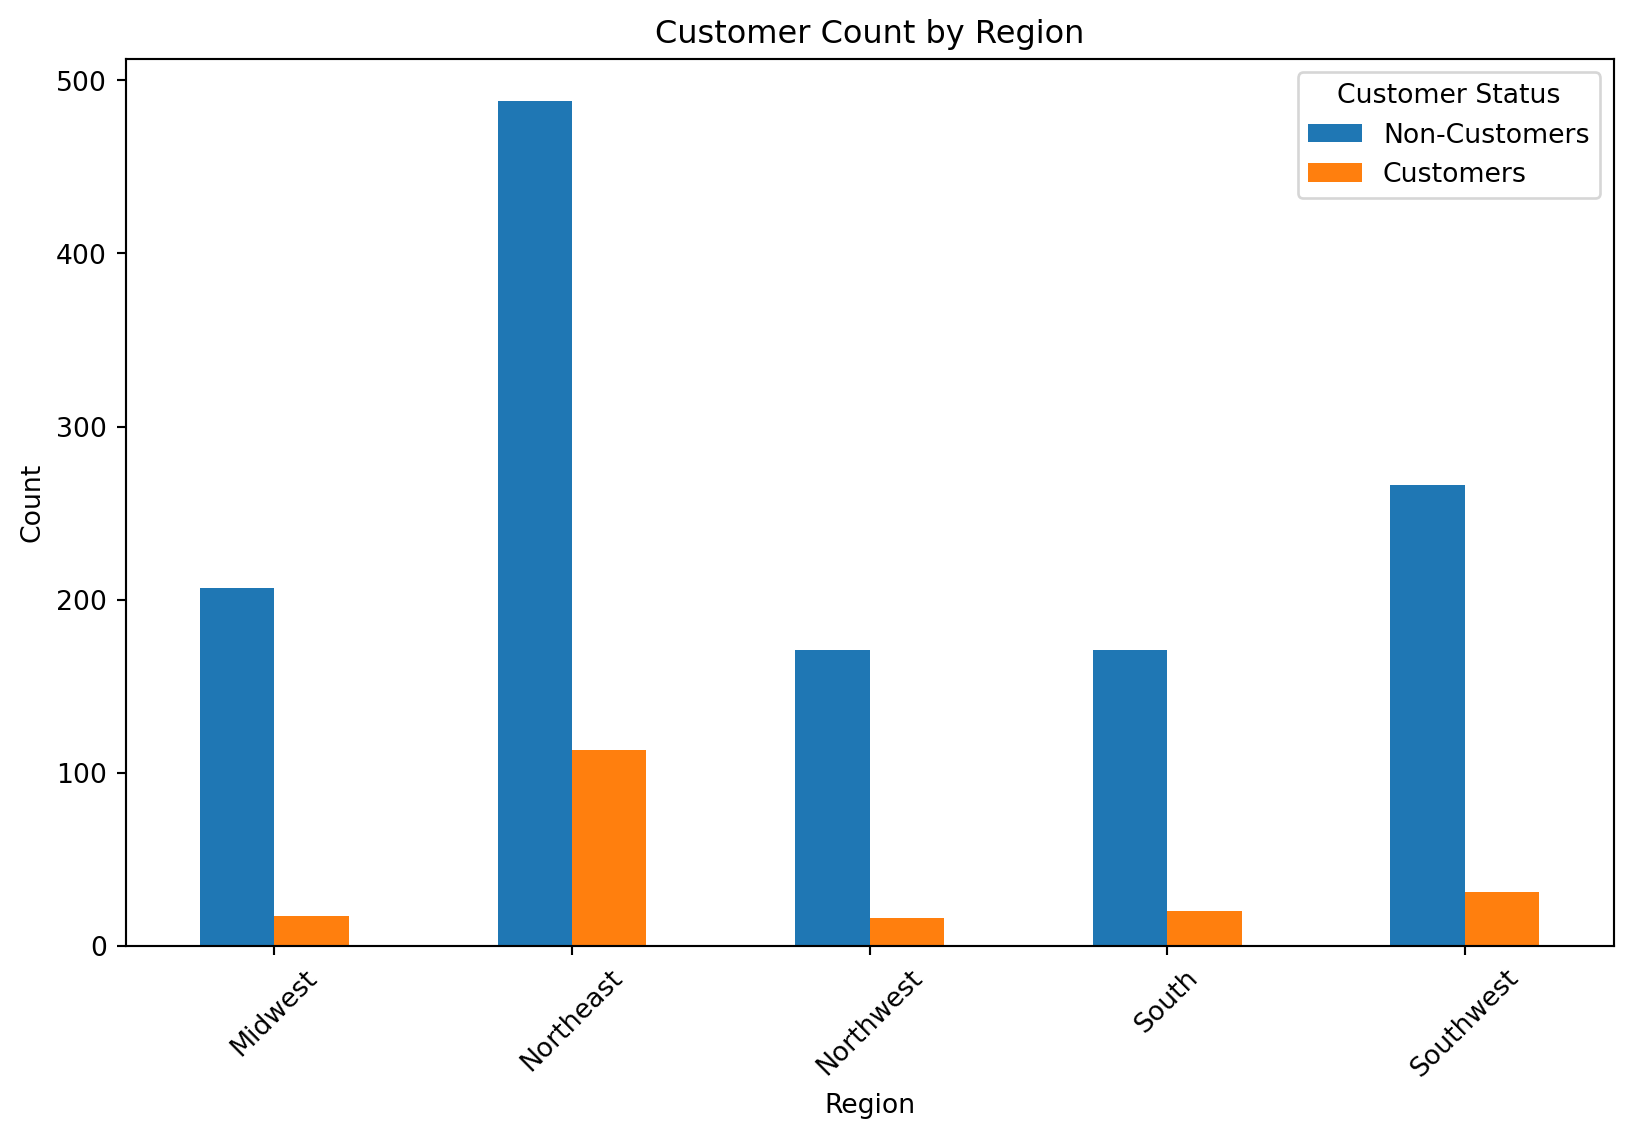 Customer Count by Region
Customer Status
Non-Customers
Customers
500
400
300
200
100
0
Count
Midwest
Northeast
Northwest
South
Southwest
Region